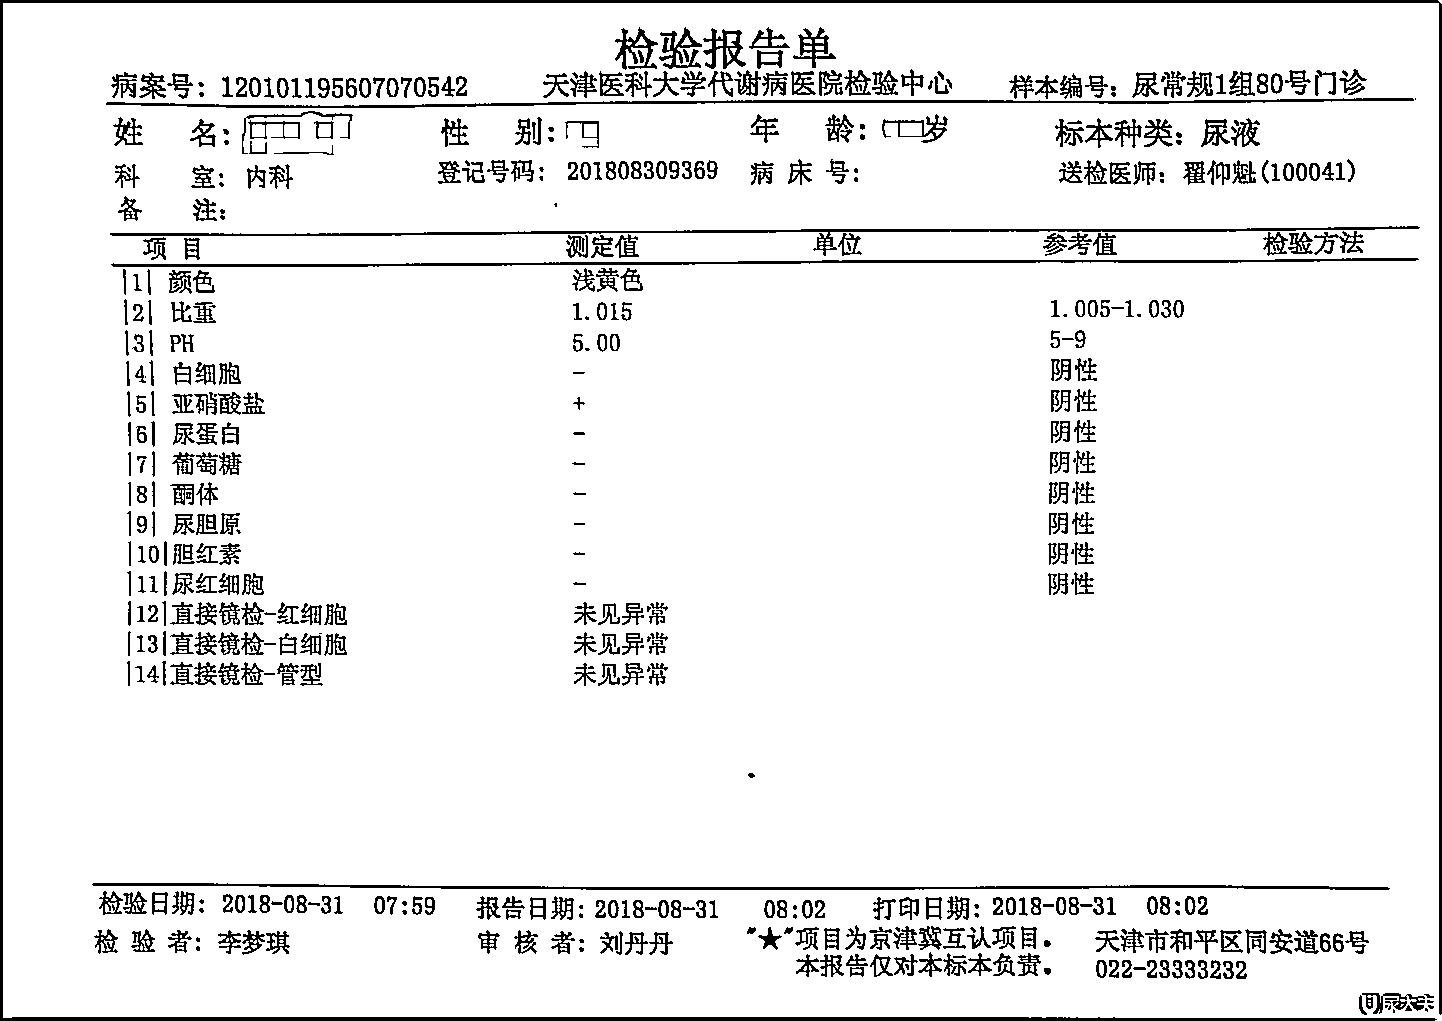 检验报告单
病案号: 120101195607070542 天津医科大学代谢病医院检验中心 样本编号: 尿常规1组80号门诊
姓 名: 性 别: 年 龄: 岁 标本种类: 尿液
科 室: 内科 登记号码: 201808309369 病 床 号: 送检医师: 翟仰魁(100041)
备 注:
项 目 测定值 单位 参考值 检验方法
|1| 颜色 浅黄色
|2| 比重 1.015 1.005-1.030
|3| PH 5.00 5-9
|4| 白细胞 - 阴性
|5| 亚硝酸盐 + 阴性
|6| 尿蛋白 - 阴性
|7| 葡萄糖 - 阴性
|8| 酮体 - 阴性
|9| 尿胆原 - 阴性
|10|胆红素 - 阴性
|11|尿红细胞 - 阴性
|12|直接镜检-红细胞 未见异常
|13|直接镜检-白细胞 未见异常
|14|直接镜检-管型 未见异常
检验日期: 2018-08-31 07:59 报告日期: 2018-08-31 08:02 打印日期: 2018-08-31 08:02
检 验 者: 李梦琪 审 核 者: 刘丹丹 "★"项目为京津冀互认项目. 天津市和平区同安道66号
本报告仅对本标本负责. 022-23333232